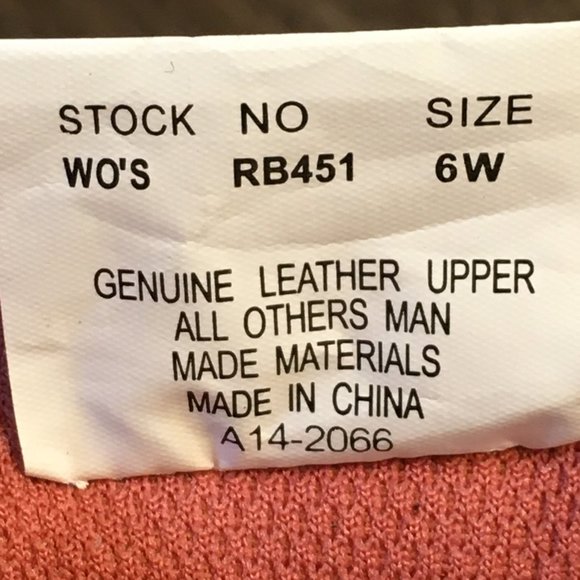 STOCK NO SIZE
WO'S RB451 6W
GENUINE LEATHER UPPER
ALL OTHERS MAN
MADE MATERIALS
MADE IN CHINA
A14-2066